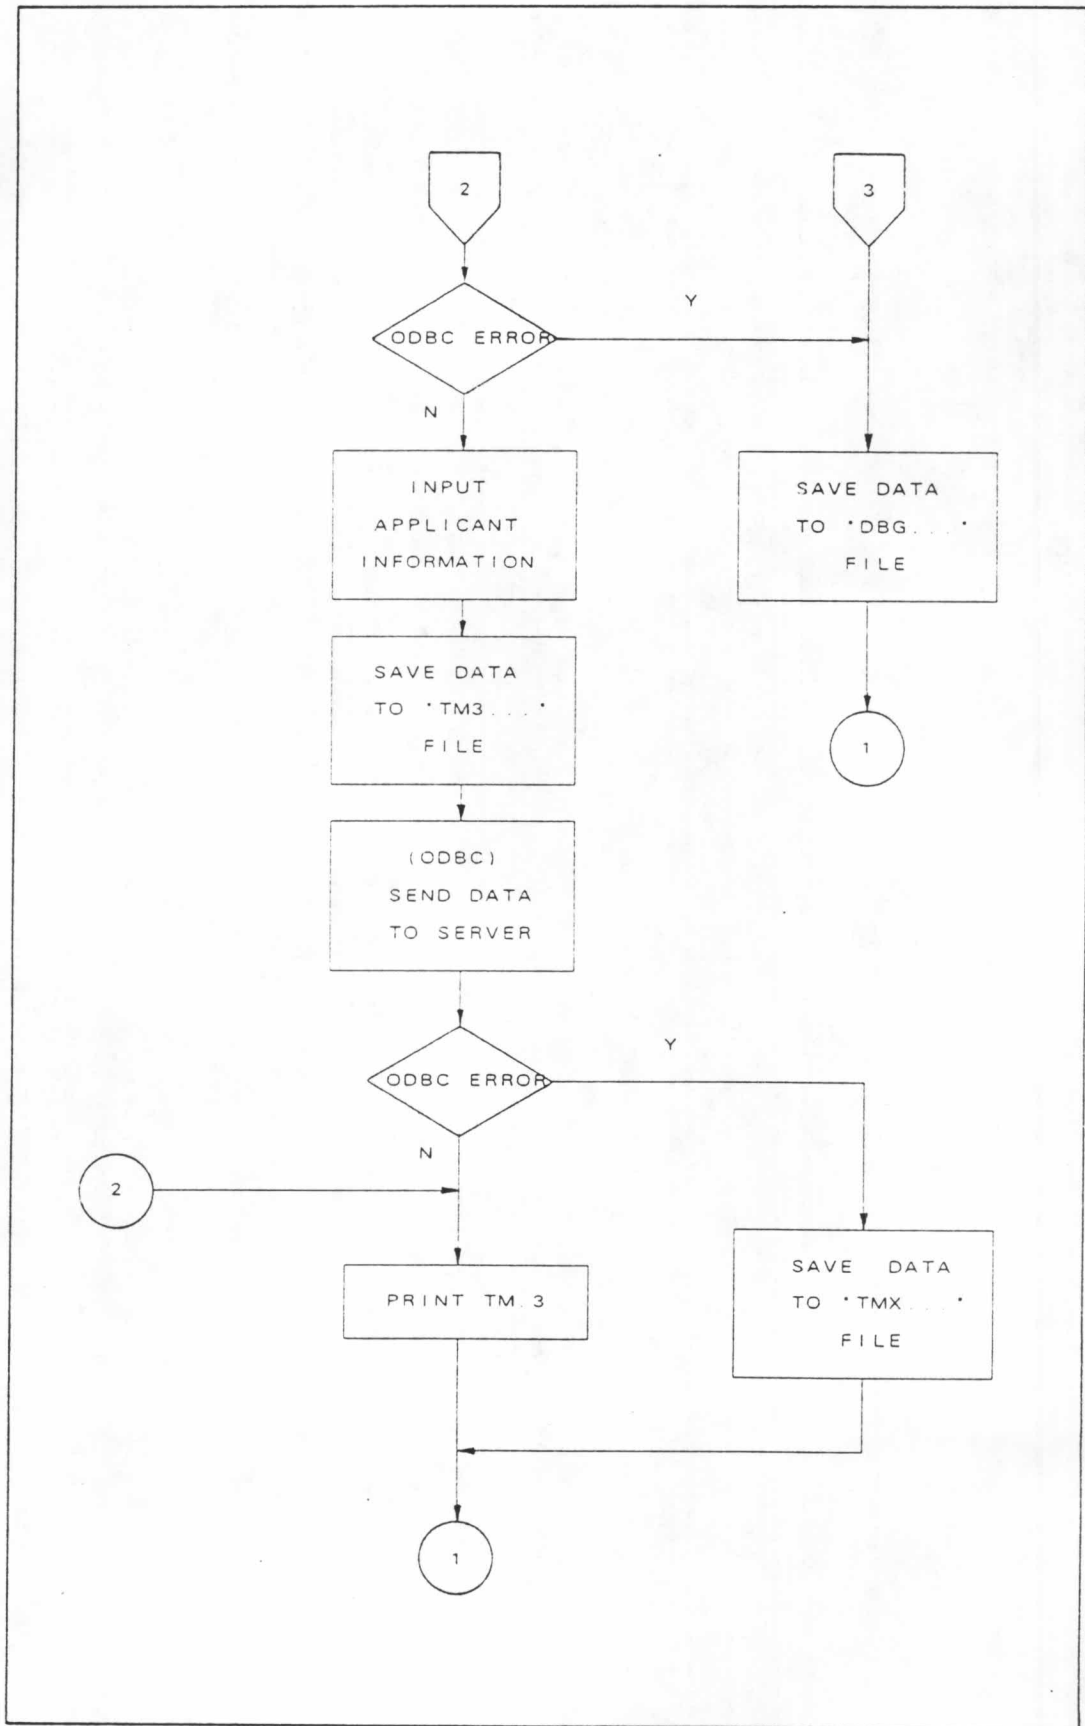 2
3
ODBC ERROR
Y
N
INPUT
APPLICANT
INFORMATION
SAVE DATA
TO "DBG...."
FILE
SAVE DATA
TO "TM3...."
FILE
1
(ODBC)
SEND DATA
TO SERVER
ODBC ERROR
Y
N
2
PRINT TM.3
SAVE DATA
TO "TMX...."
FILE
1